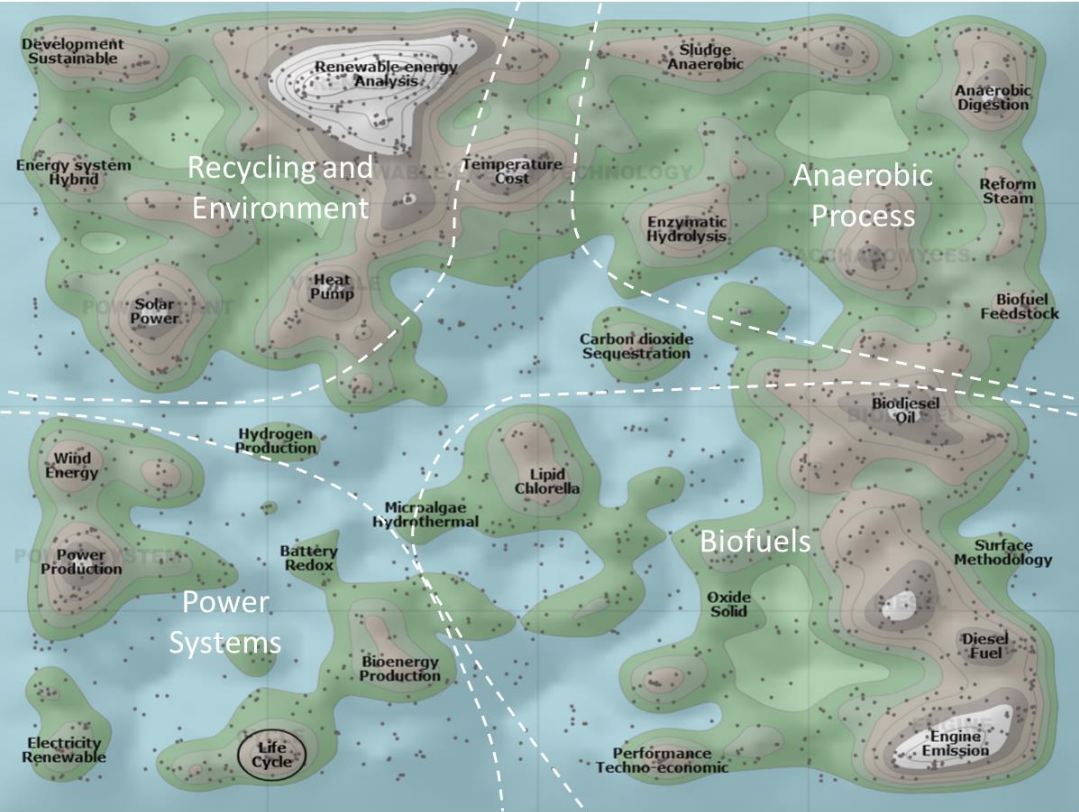 Development
Sustainable
Renewable energy
Analysis
Sludge
Anaerobic
Anaerobic
Digestion
Energy system
Hybrid
Recycling and
Environment
Temperature
Cost
Anaerobic
Process
Reform
Steam
Enzymatic
Hydrolysis
SACCHAROMYCES
Heat
Pump
Solar
Power
Biofuel
Feedstock
Carbon dioxide
Sequestration
Biodiesel
Oil
Hydrogen
Production
Wind
Energy
Lipid
Chlorella
Microalgae
Hydrothermal
Power
Production
Battery
Redox
Biofuels
Surface
Methodology
Power
Systems
Oxide
Solid
Diesel
Fuel
Bioenergy
Production
Electricity
Renewable
Life
Cycle
Performance
Techno-economic
ENGINE
Engine
Emission